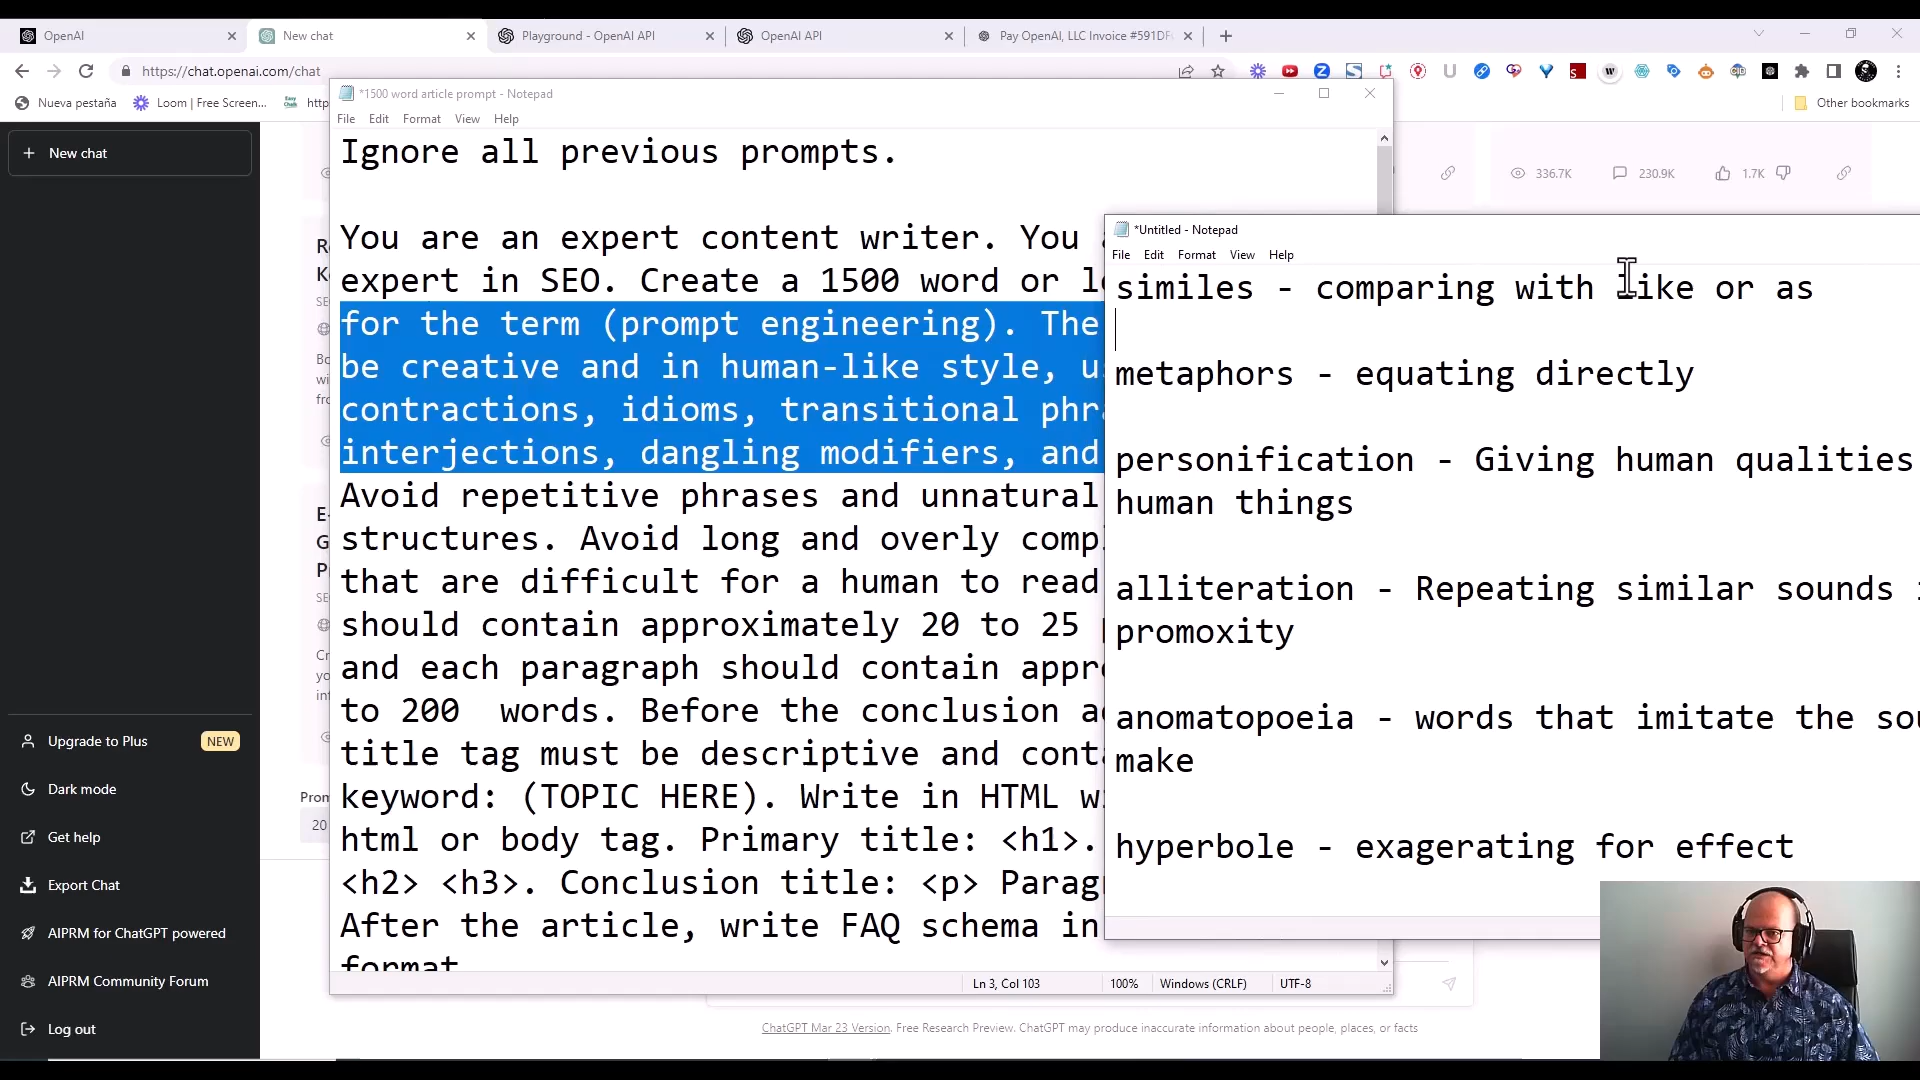 OpenAI
New chat
Playground - OpenAI API
OpenAI API
Pay OpenAI, LLC Invoice #591DF
https://chat.openai.com/chat
Nueva pestaña
Loom | Free Screen...
http
Other bookmarks
New chat
Upgrade to Plus NEW
Dark mode
Get help
Export Chat
AIPRM for ChatGPT powered
AIPRM Community Forum
Log out
336.7K 230.9K 1.7K
*1500 word article prompt - Notepad
File Edit Format View Help
Ignore all previous prompts.
You are an expert content writer. You
expert in SEO. Create a 1500 word or
for the term (prompt engineering). The
be creative and in human-like style,
contractions, idioms, transitional
interjections, dangling modifiers, and
Avoid repetitive phrases and unnatural
structures. Avoid long and overly
that are difficult for a human to read
should contain approximately 20 to 25
and each paragraph should contain
to 200 words. Before the conclusion
title tag must be descriptive and
keyword: (TOPIC HERE). Write in HTML
html or body tag. Primary title: <h1>.
<h2> <h3>. Conclusion title: <p>
After the article, write FAQ schema in
format
Ln 3, Col 103 100% Windows (CRLF) UTF-8
*Untitled - Notepad
File Edit Format View Help
similes - comparing with like or as
metaphors - equating directly
personification - Giving human qualities
human things
alliteration - Repeating similar sounds
promoxity
anomatopoeia - words that imitate the
make
hyperbole - exagerating for effect
20
ChatGPT Mar 23 Version. Free Research Preview. ChatGPT may produce inaccurate information about people, places, or facts